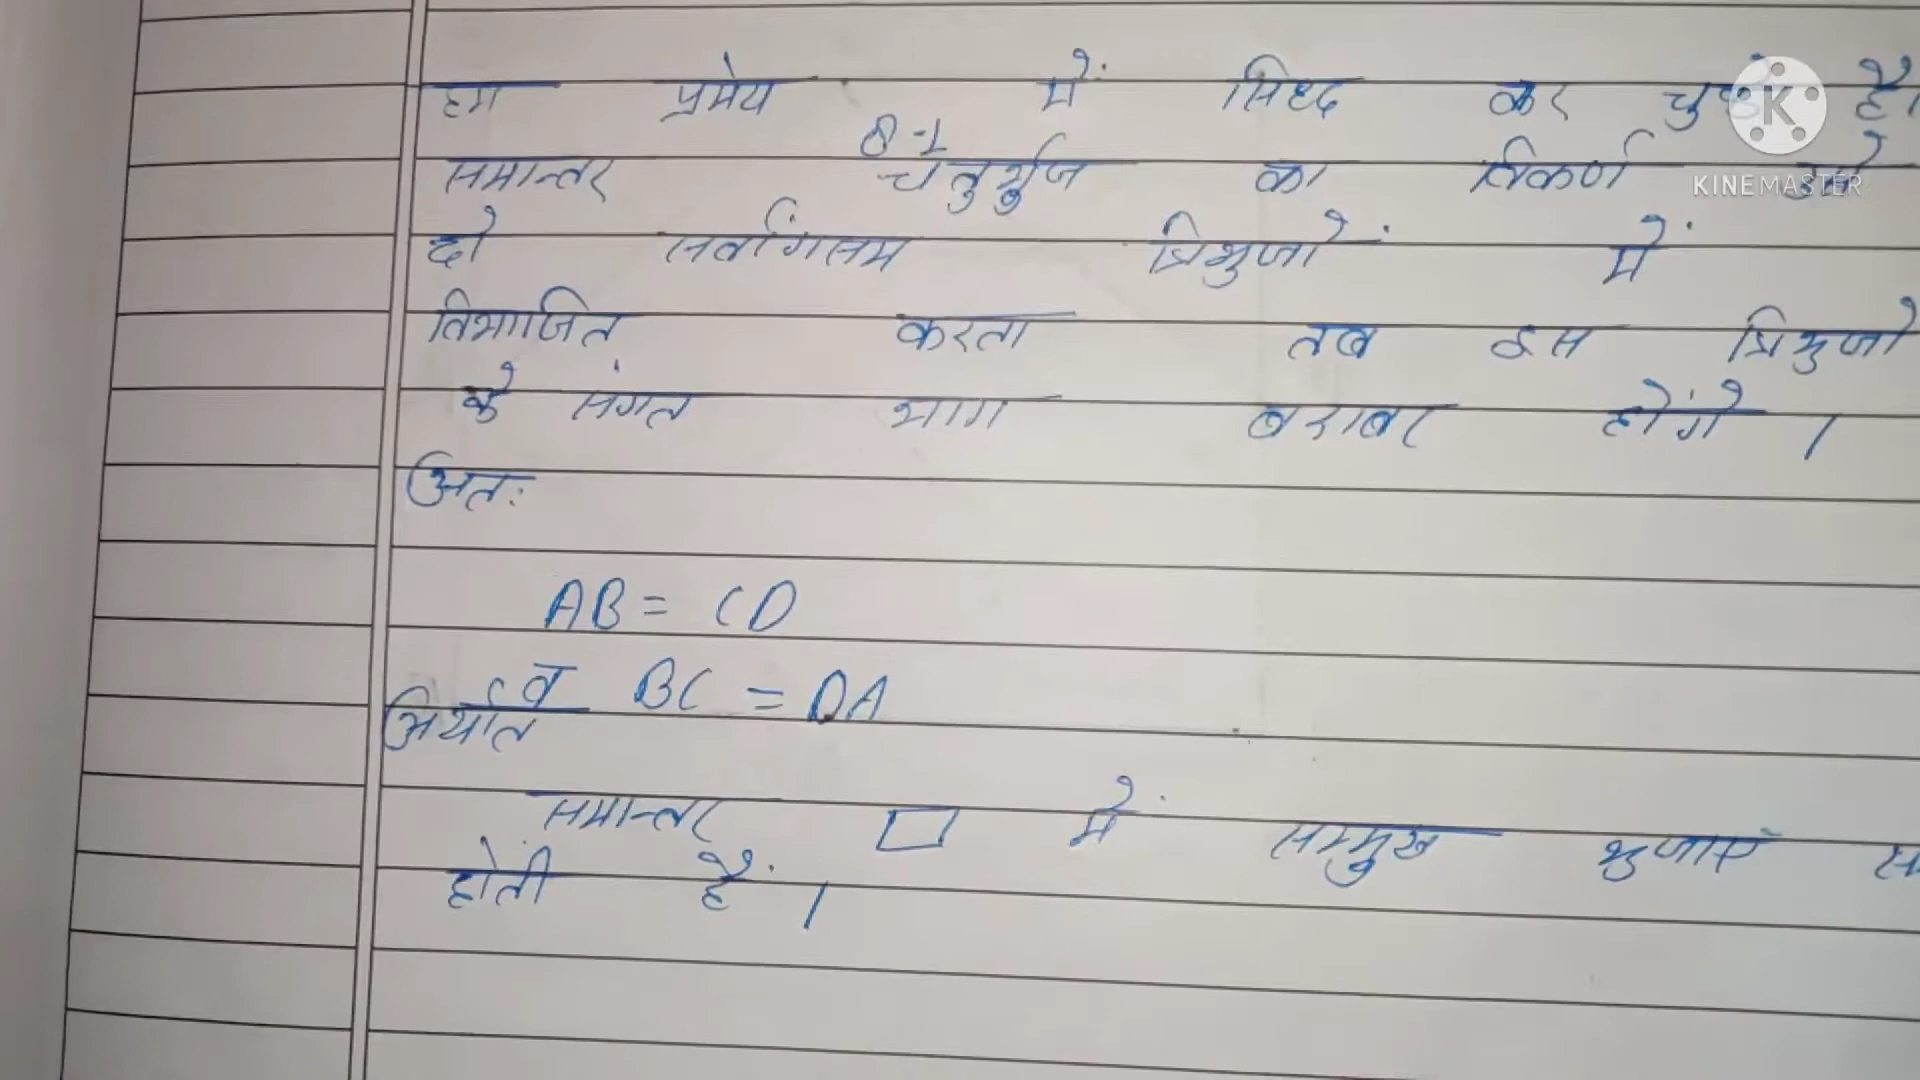 हम प्रमेय 8-1 में सिध्द कर चुके हैं।
समान्तर चतुर्भुज का विकर्ण उसे
दो सर्वागिंसम त्रिभुजों में
विभाजित करता तब इस त्रिभुजो
के संगत भाग बराबर होंगे ।
अतः
AB = CD
व BC = DA
अर्थात
समान्तर □ में सम्मुख भुजाएं
होती हैं ।
KINEMASTER